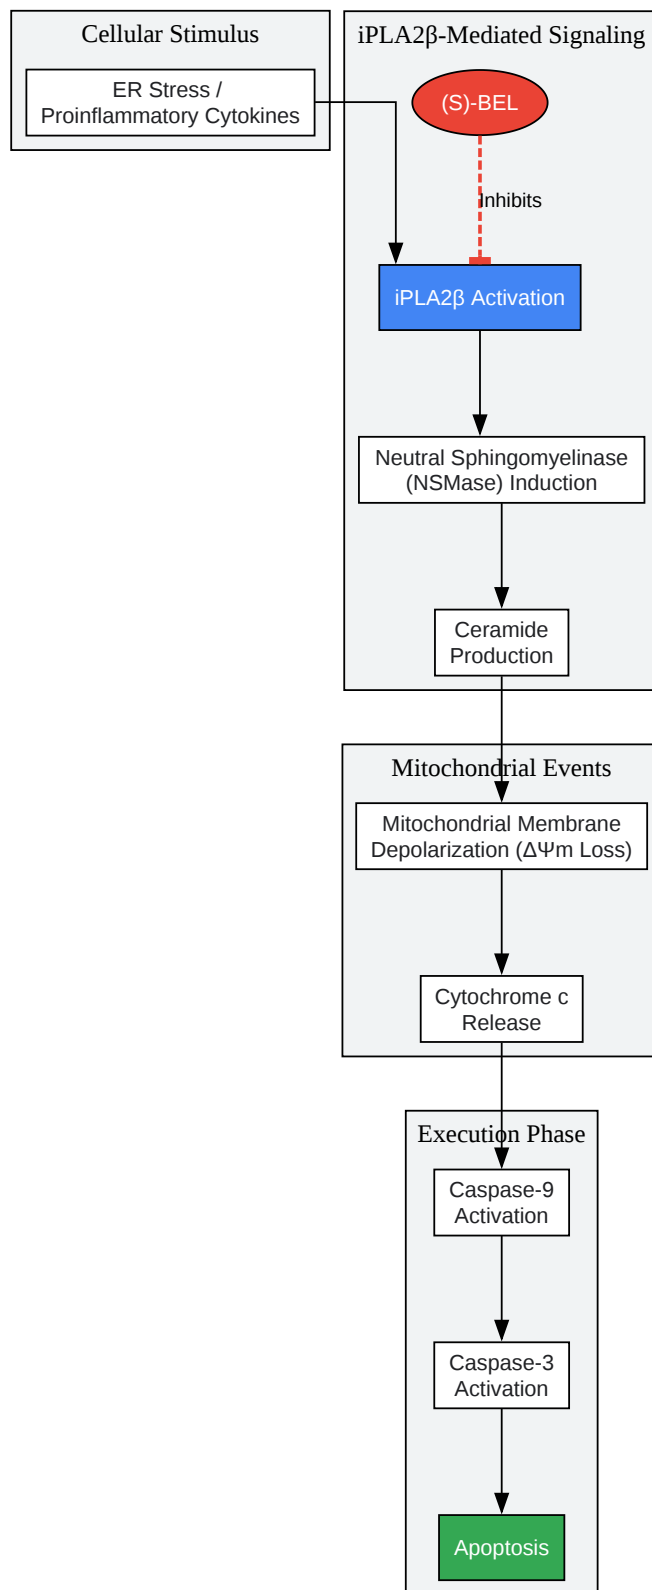 Cellular Stimulus
ER Stress /
Proinflammatory Cytokines
iPLA2β-Mediated Signaling
(S)-BEL
Inhibits
iPLA2β Activation
Neutral Sphingomyelinase
(NSMase) Induction
Ceramide
Production
Mitochondrial Events
Mitochondrial Membrane
Depolarization (ΔΨm Loss)
Cytochrome c
Release
Execution Phase
Caspase-9
Activation
Caspase-3
Activation
Apoptosis